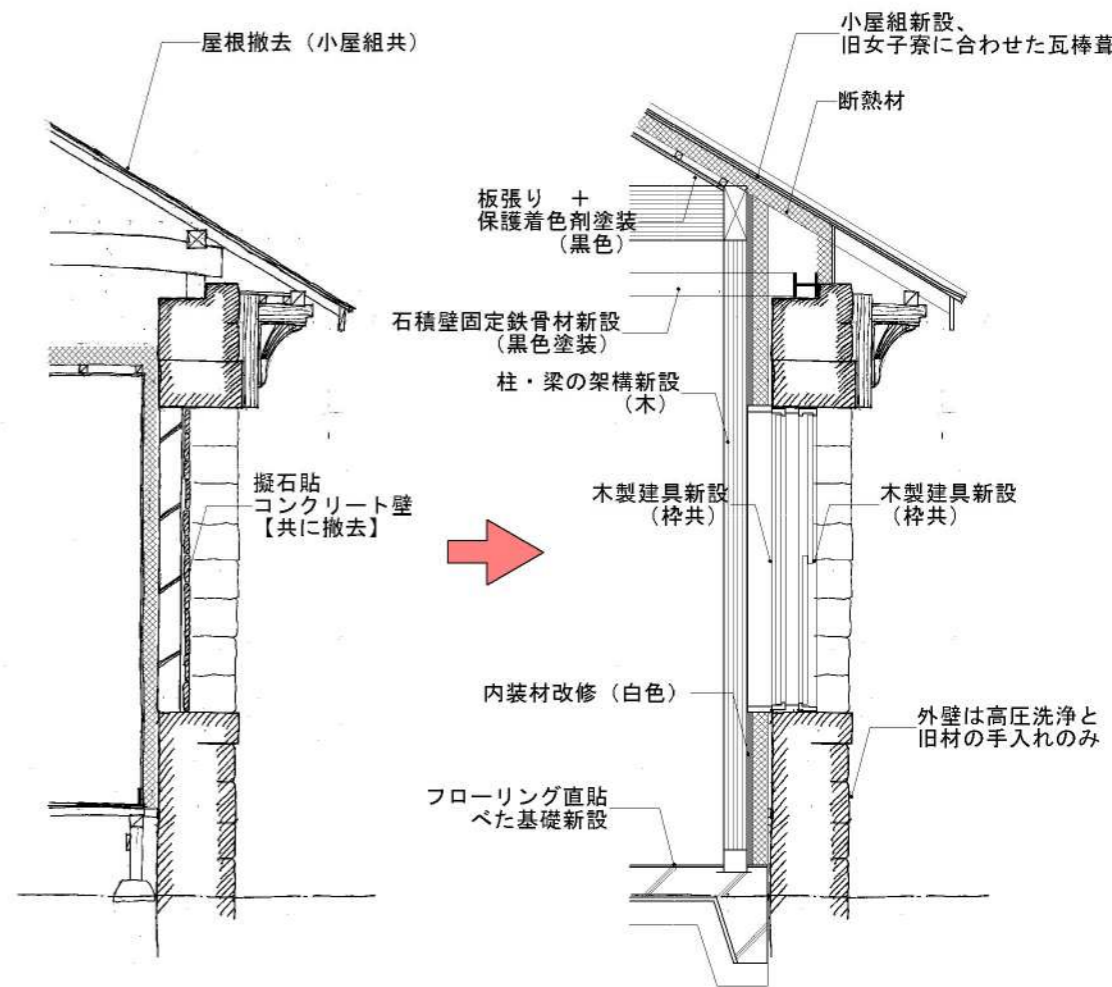 屋根撤去（小屋組共）
擬石貼
コンクリート壁
【共に撤去】
小屋組新設、
旧女子寮に合わせた瓦棒葺
断熱材
板張り　＋
保護着色剤塗装
（黒色）
石積壁固定鉄骨材新設
（黒色塗装）
柱・梁の架構新設
（木）
木製建具新設
（枠共）
木製建具新設
（枠共）
内装材改修（白色）
外壁は高圧洗浄と
旧材の手入れのみ
フローリング直貼
べた基礎新設